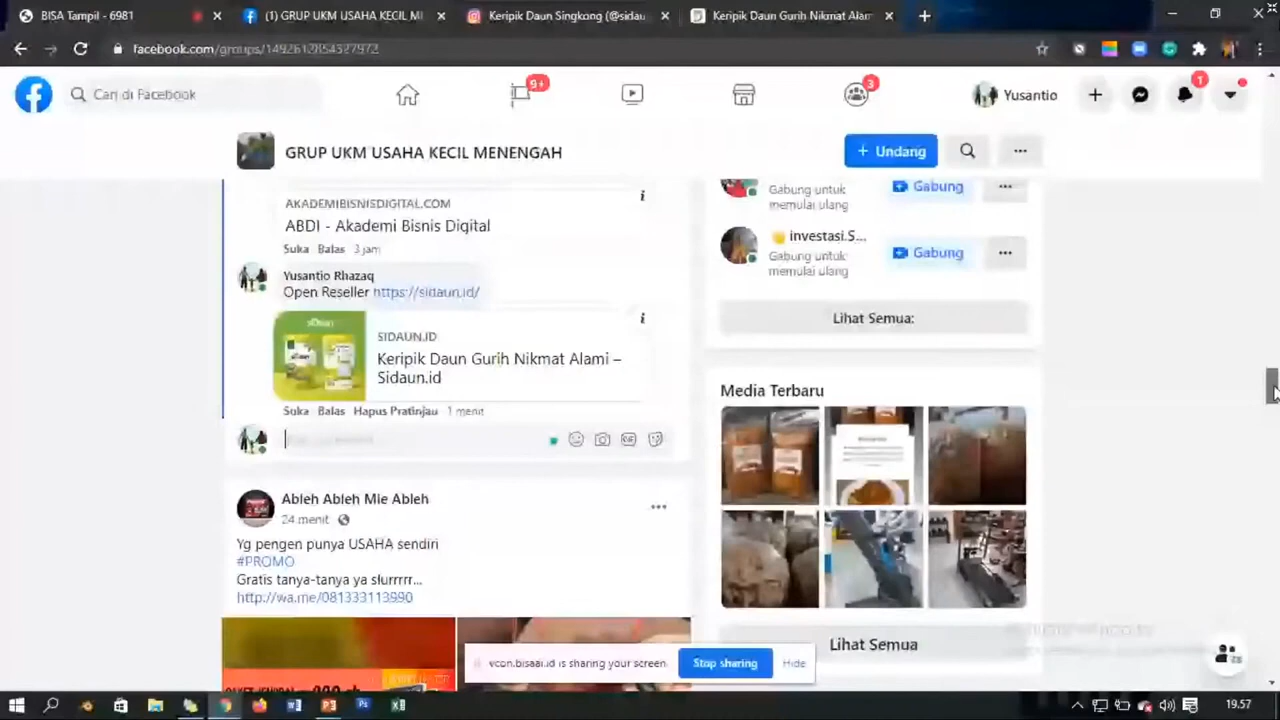 BISA Tampil - 6981
(1) GRUP UKM USAHA KECIL MI
Keripik Daun Singkong (@sidau
Keripik Daun Gurih Nikmat Alam
facebook.com/groups/1492612854327972
Cari di Facebook
9+
3
Yusantio
1
GRUP UKM USAHA KECIL MENENGAH
+ Undang
AKADEMIBISNISDIGITAL.COM
ABDI - Akademi Bisnis Digital
Suka Balas 3 jam
Yusantio Rhazaq
Open Reseller https://sidaun.id/
SIDAUN.ID
Keripik Daun Gurih Nikmat Alami –
Sidaun.id
Suka Balas Hapus Pratinjau 1 menit
Ableh Ableh Mie Ableh
24 menit
Yg pengen punya USAHA sendiri
#PROMO
Gratis tanya-tanya ya slurrrrr...
http://wa.me/081333113990
Gabung untuk
memulai ulang
Gabung
investasi.S...
Gabung untuk
memulai ulang
Gabung
Lihat Semua:
Media Terbaru
Lihat Semua
vcon.bisaai.id is sharing your screen.
Stop sharing
Hide
19.57